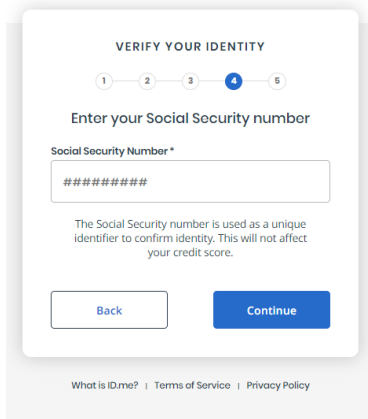 VERIFY YOUR IDENTITY
1 2 3 4 5
Enter your Social Security number
Social Security Number*
#########
The Social Security number is used as a unique
identifier to confirm identity. This will not affect
your credit score.
Back Continue
What is ID.me? | Terms of Service | Privacy Policy